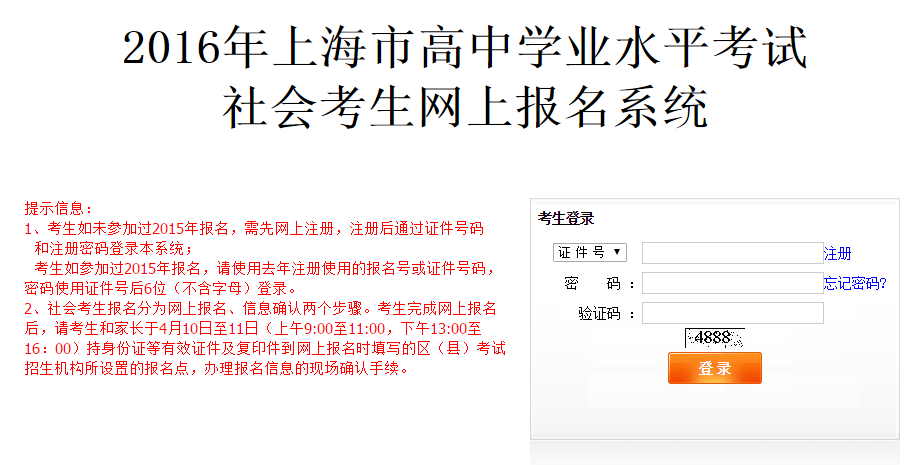 2016年上海市高中学业水平考试
社会考生网上报名系统
提示信息：
1、考生如未参加过2015年报名，需先网上注册，注册后通过证件号码
和注册密码登录本系统；
考生如参加过2015年报名，请使用去年注册使用的报名号或证件号码，
密码使用证件号后6位（不含字母）登录。
2、社会考生报名分为网上报名、信息确认两个步骤。考生完成网上报名
后，请考生和家长于4月10日至11日（上午9:00至11:00，下午13:00至
16：00）持身份证等有效证件及复印件到网上报名时填写的区（县）考试
招生机构所设置的报名点，办理报名信息的现场确认手续。
考生登录
证 件 号 注册
密 码 ： 忘记密码?
验证码 ：
4888
登 录